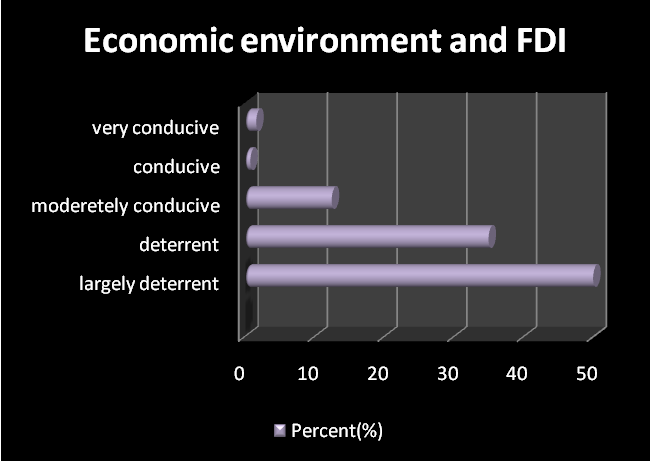 Economic environment and FDI
very conducive
conducive
moderetely conducive
deterrent
largely deterrent
0 10 20 30 40 50
Percent(%)